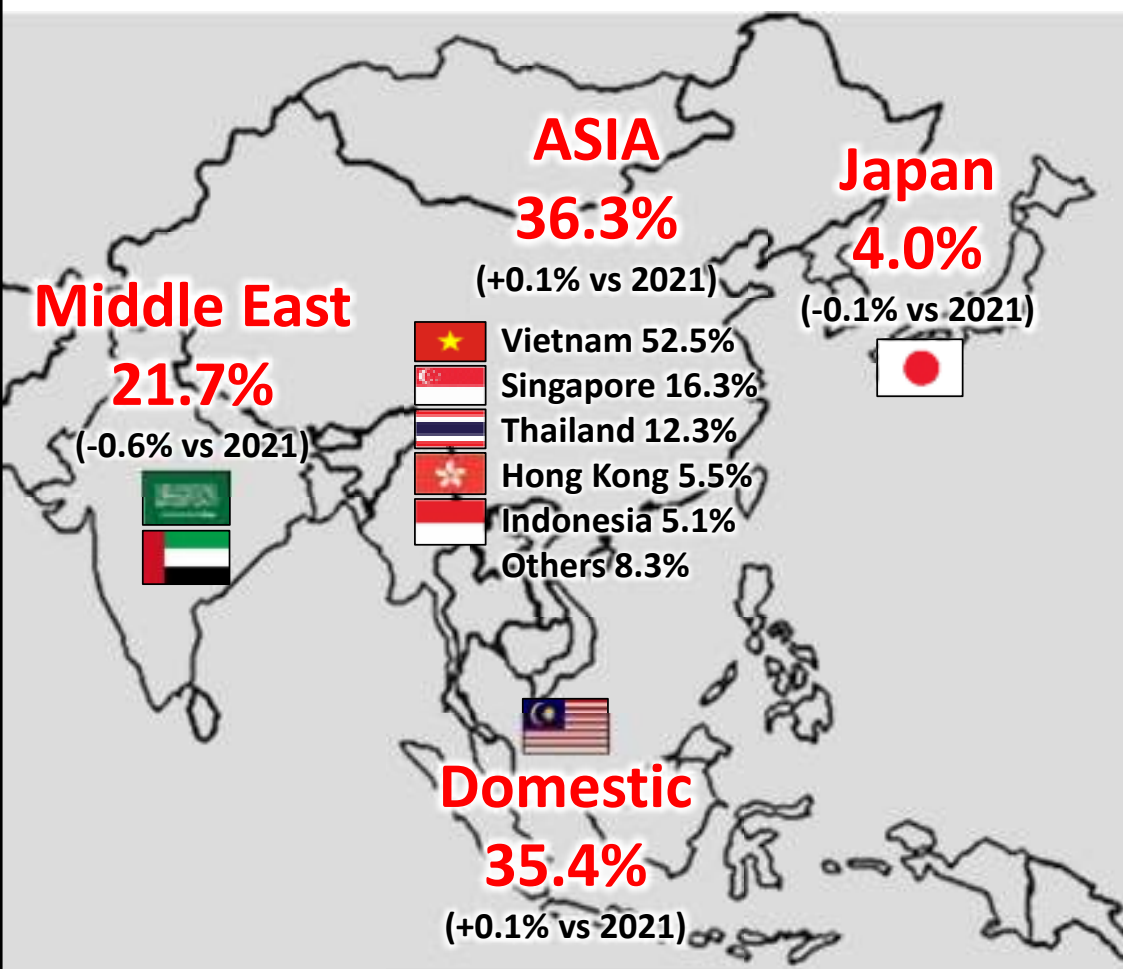 ASIA
36.3%
(+0.1% vs 2021)
Japan
4.0%
(-0.1% vs 2021)
Middle East
21.7%
(-0.6% vs 2021)
Vietnam 52.5%
Singapore 16.3%
Thailand 12.3%
Hong Kong 5.5%
Indonesia 5.1%
Others 8.3%
Domestic
35.4%
(+0.1% vs 2021)